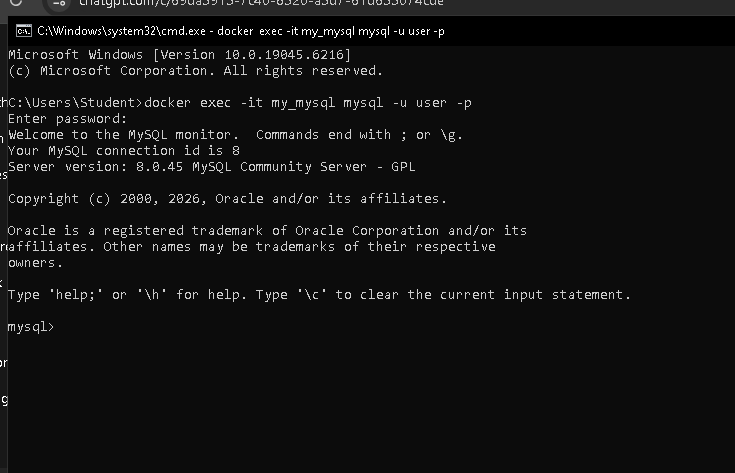 C:\Windows\system32\cmd.exe - docker exec -it my_mysql mysql -u user -p
Microsoft Windows [Version 10.0.19045.6216]
(c) Microsoft Corporation. All rights reserved.
C:\Users\Student>docker exec -it my_mysql mysql -u user -p
Enter password:
Welcome to the MySQL monitor.  Commands end with ; or \g.
Your MySQL connection id is 8
Server version: 8.0.45 MySQL Community Server - GPL
Copyright (c) 2000, 2026, Oracle and/or its affiliates.
Oracle is a registered trademark of Oracle Corporation and/or its
affiliates. Other names may be trademarks of their respective
owners.
Type 'help;' or '\h' for help. Type '\c' to clear the current input statement.
mysql>